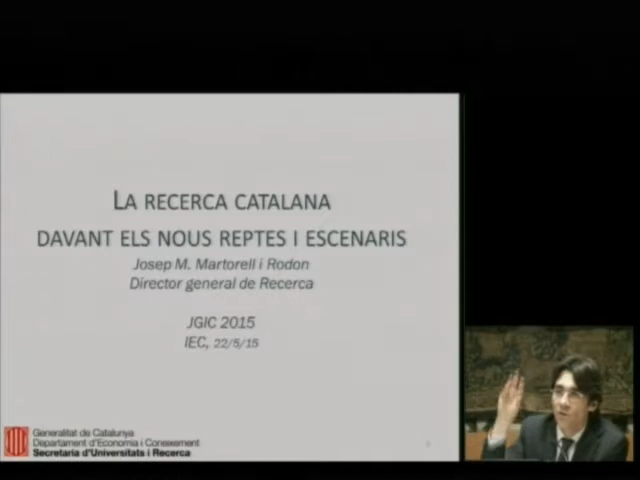 LA RECERCA CATALANA
DAVANT ELS NOUS REPTES I ESCENARIS
Josep M. Martorell i Rodon
Director general de Recerca
JGIC 2015
IEC, 22/5/15
Generalitat de Catalunya
Departament d'Economia i Coneixement
Secretaria d'Universitats i Recerca